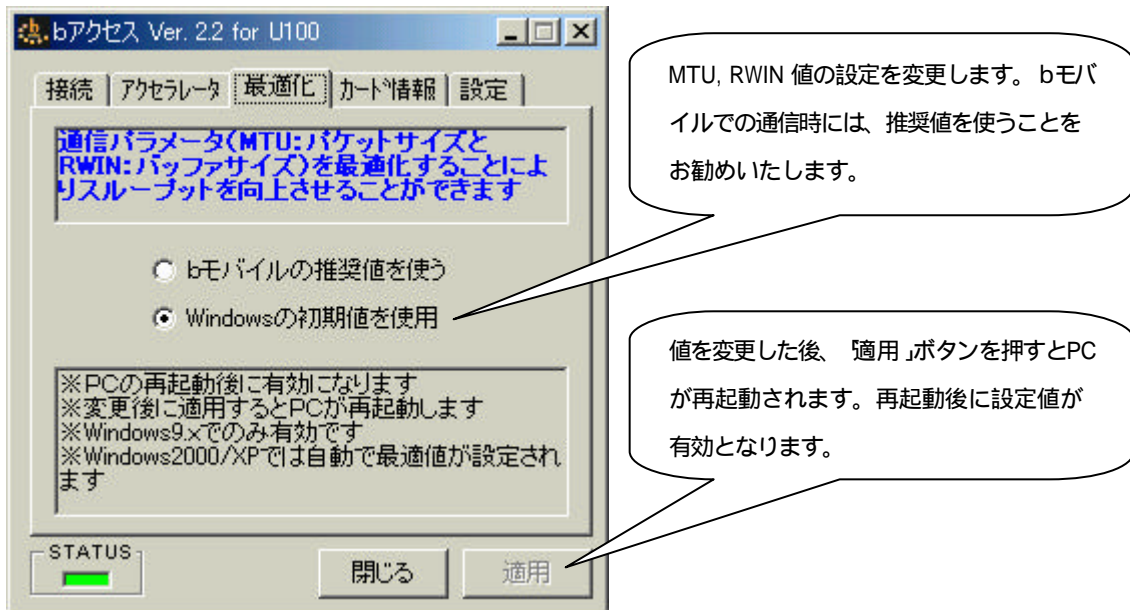 bアクセス Ver. 2.2 for U100
接続 アクセラレータ 最適化 カード情報 設定
通信パラメータ(MTU:パケットサイズと
RWIN:バッファサイズ)を最適化することによ
りスループットを向上させることができます
bモバイルの推奨値を使う
Windowsの初期値を使用
※PCの再起動後に有効になります
※変更後に適用するとPCが再起動します
※Windows9.xでのみ有効です
※Windows2000/XPでは自動で最適値が設定され
ます
STATUS
閉じる 適用
MTU, RWIN 値の設定を変更します。bモバ
イルでの通信時には、推奨値を使うことを
お勧めいたします。
値を変更した後、「適用」ボタンを押すとPC
が再起動されます。再起動後に設定値が
有効となります。